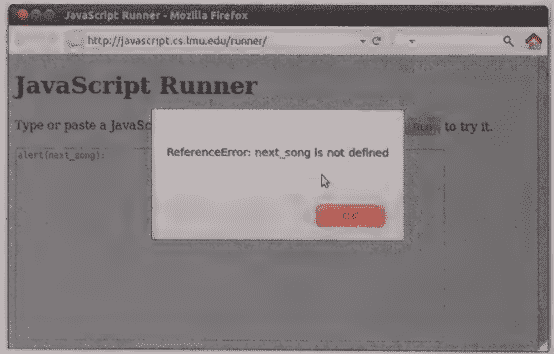 JavaScript Runner - Mozilla Firefox
http://javascript.cs.lmu.edu/runner/
JavaScript Runner
Type or paste a JavaSc to try it.
alert(next_song);
ReferenceError: next_song is not defined
OK